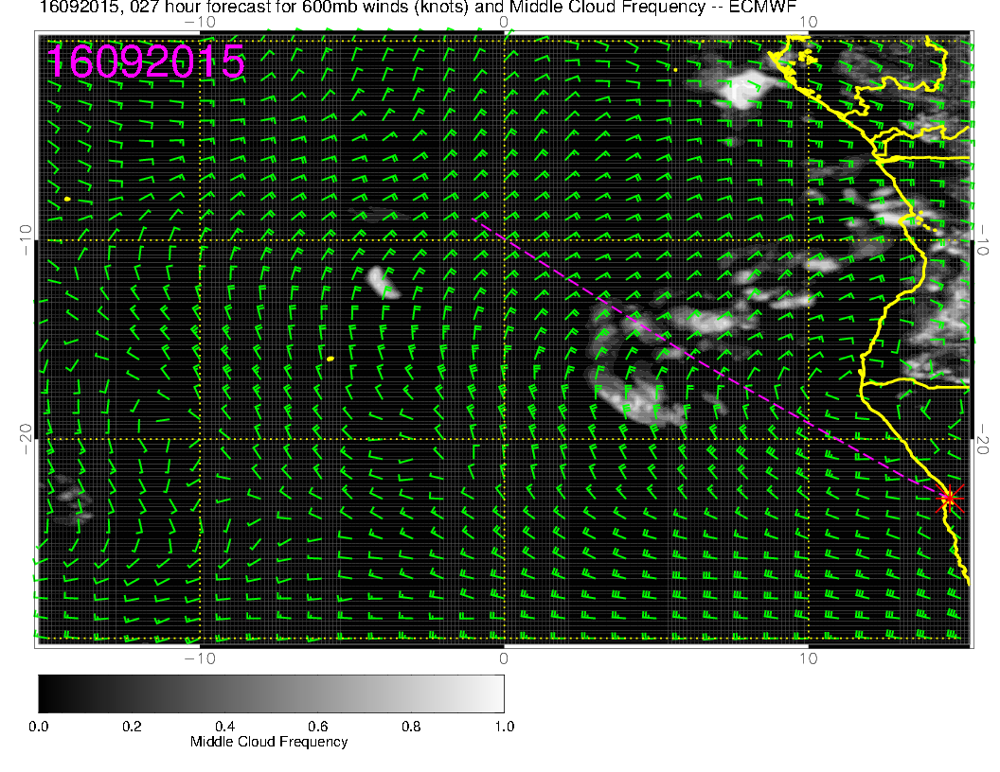 16092015, 027 hour forecast for 600mb winds (knots) and Middle Cloud Frequency -- ECMWF
-10 0 10
16092015
-10 -10
-20 -20
-10 0 10
0.0 0.2 0.4 0.6 0.8 1.0
Middle Cloud Frequency